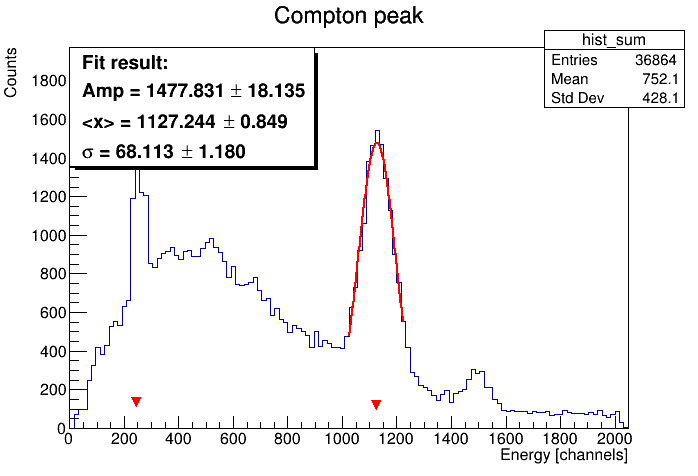 Compton peak
hist_sum
Entries 36864
Mean 752.1
Std Dev 428.1
Fit result:
Amp = 1477.831 ± 18.135
<x> = 1127.244 ± 0.849
σ = 68.113 ± 1.180
Counts
1800
1600
1400
1200
1000
800
600
400
200
0
0 200 400 600 800 1000 1200 1400 1600 1800 2000
Energy [channels]